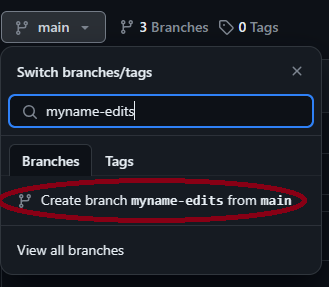 main 3 Branches 0 Tags
Switch branches/tags
myname-edits
Branches Tags
Create branch myname-edits from main
View all branches